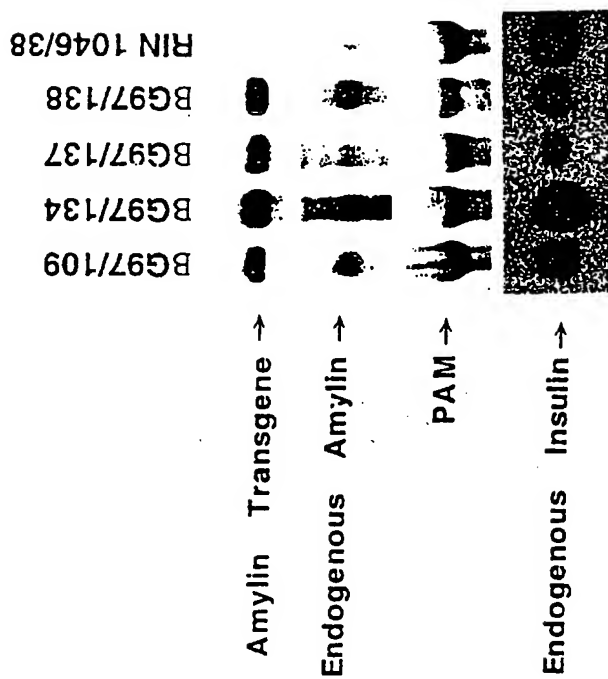 RIN 1046/38
BG97/138
BG97/137
BG97/134
BG97/109
Amylin Transgene →
Endogenous Amylin →
PAM →
Endogenous Insulin →